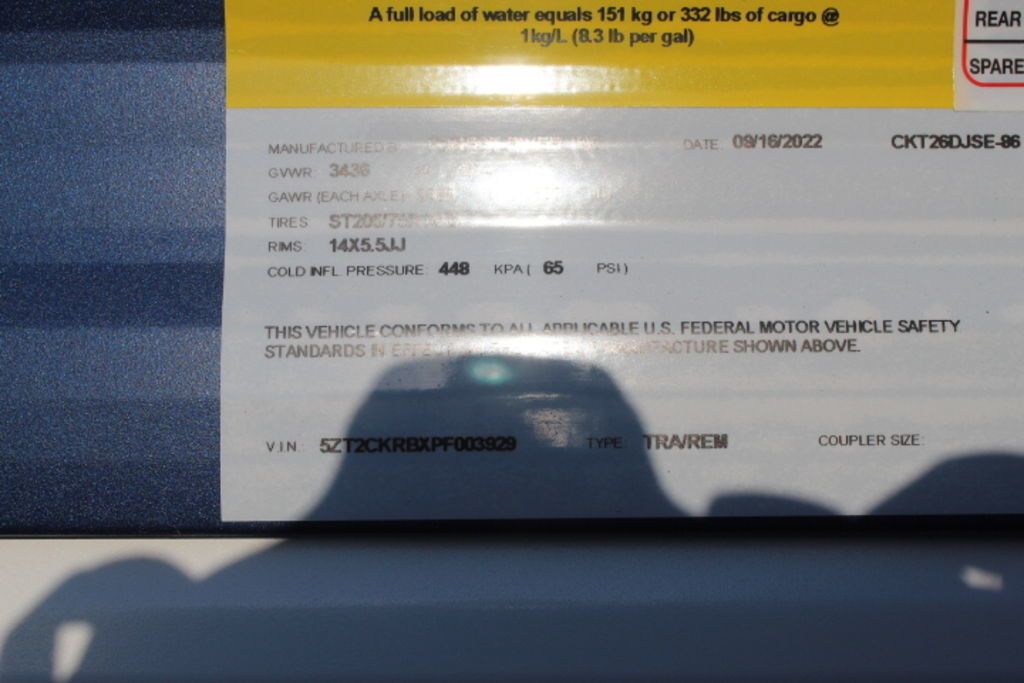 A full load of water equals 151 kg or 332 lbs of cargo @
1kg/L (8.3 lb per gal)
REAR
SPARE
MANUFACTURED DATE: 09/16/2022 CKT26DJSE-86
GVWR: 3436
GAWR (EACH AXLE)
TIRES
RIMS: 14X5.5JJ
COLD INFL PRESSURE: 448 KPA ( 65 PSI )
THIS VEHICLE CONFORMS TO ALL APPLICABLE U.S. FEDERAL MOTOR VEHICLE SAFETY
STANDARDS IN MANUFACTURE SHOWN ABOVE.
V.I.N.: 5ZT2CKRBXPF003929 TYPE: TRA/REM COUPLER SIZE: